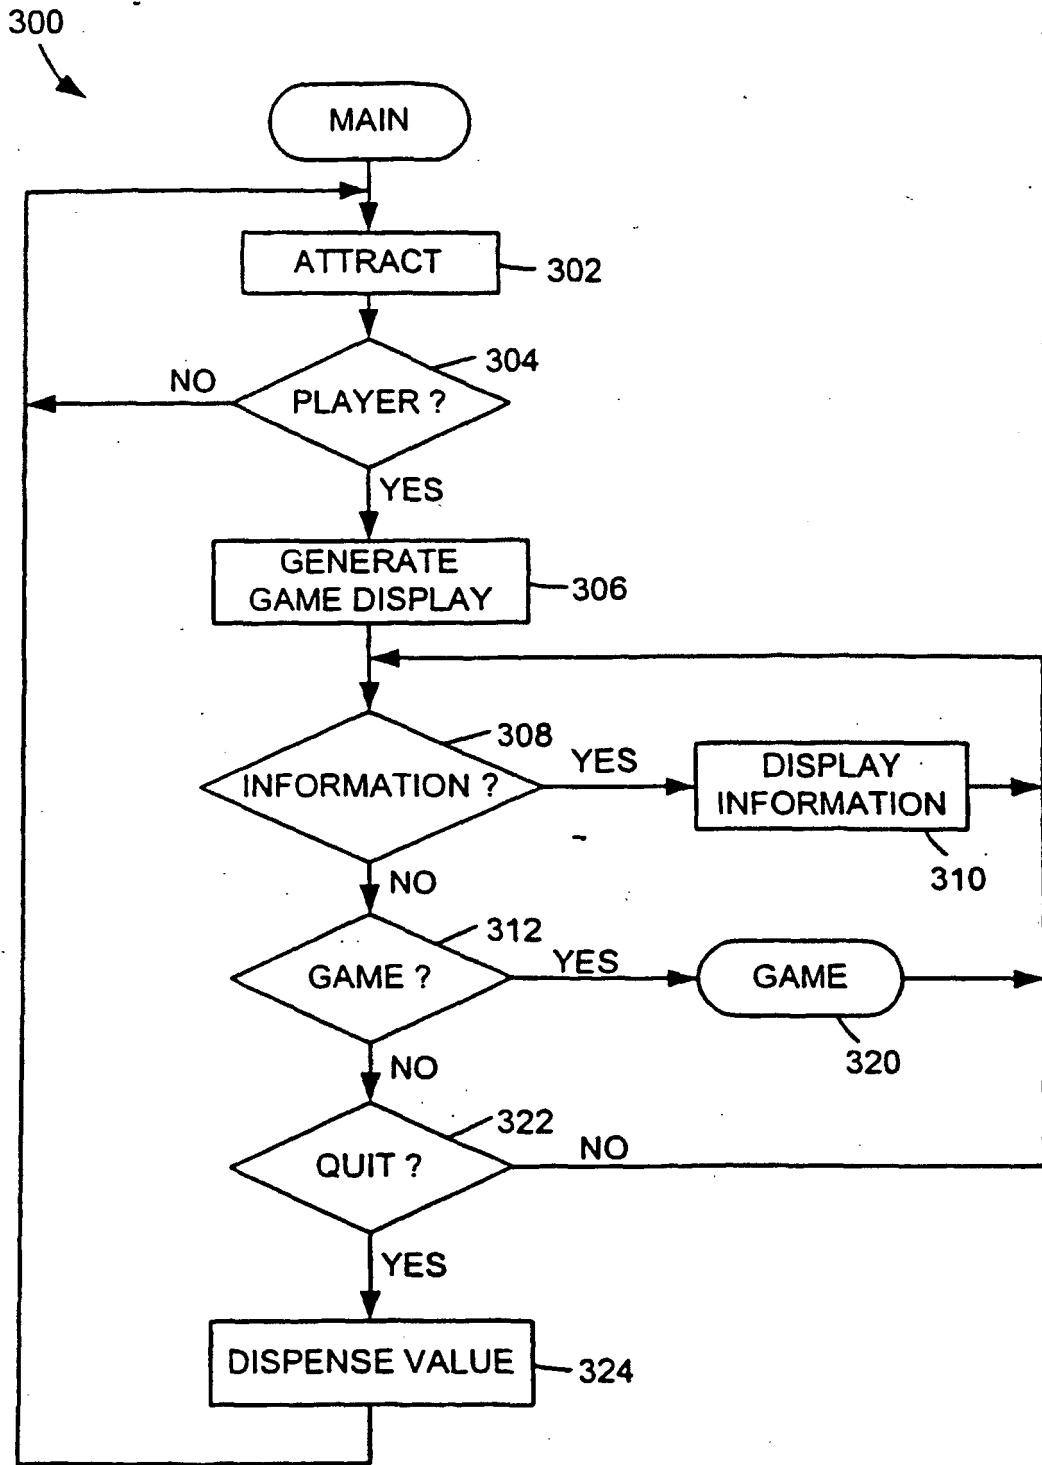 300
MAIN
ATTRACT
302
304
NO
PLAYER ?
YES
GENERATE
GAME DISPLAY
306
308
INFORMATION ?
YES
DISPLAY
INFORMATION
310
NO
312
GAME ?
YES
GAME
320
NO
322
QUIT ?
NO
YES
DISPENSE VALUE
324